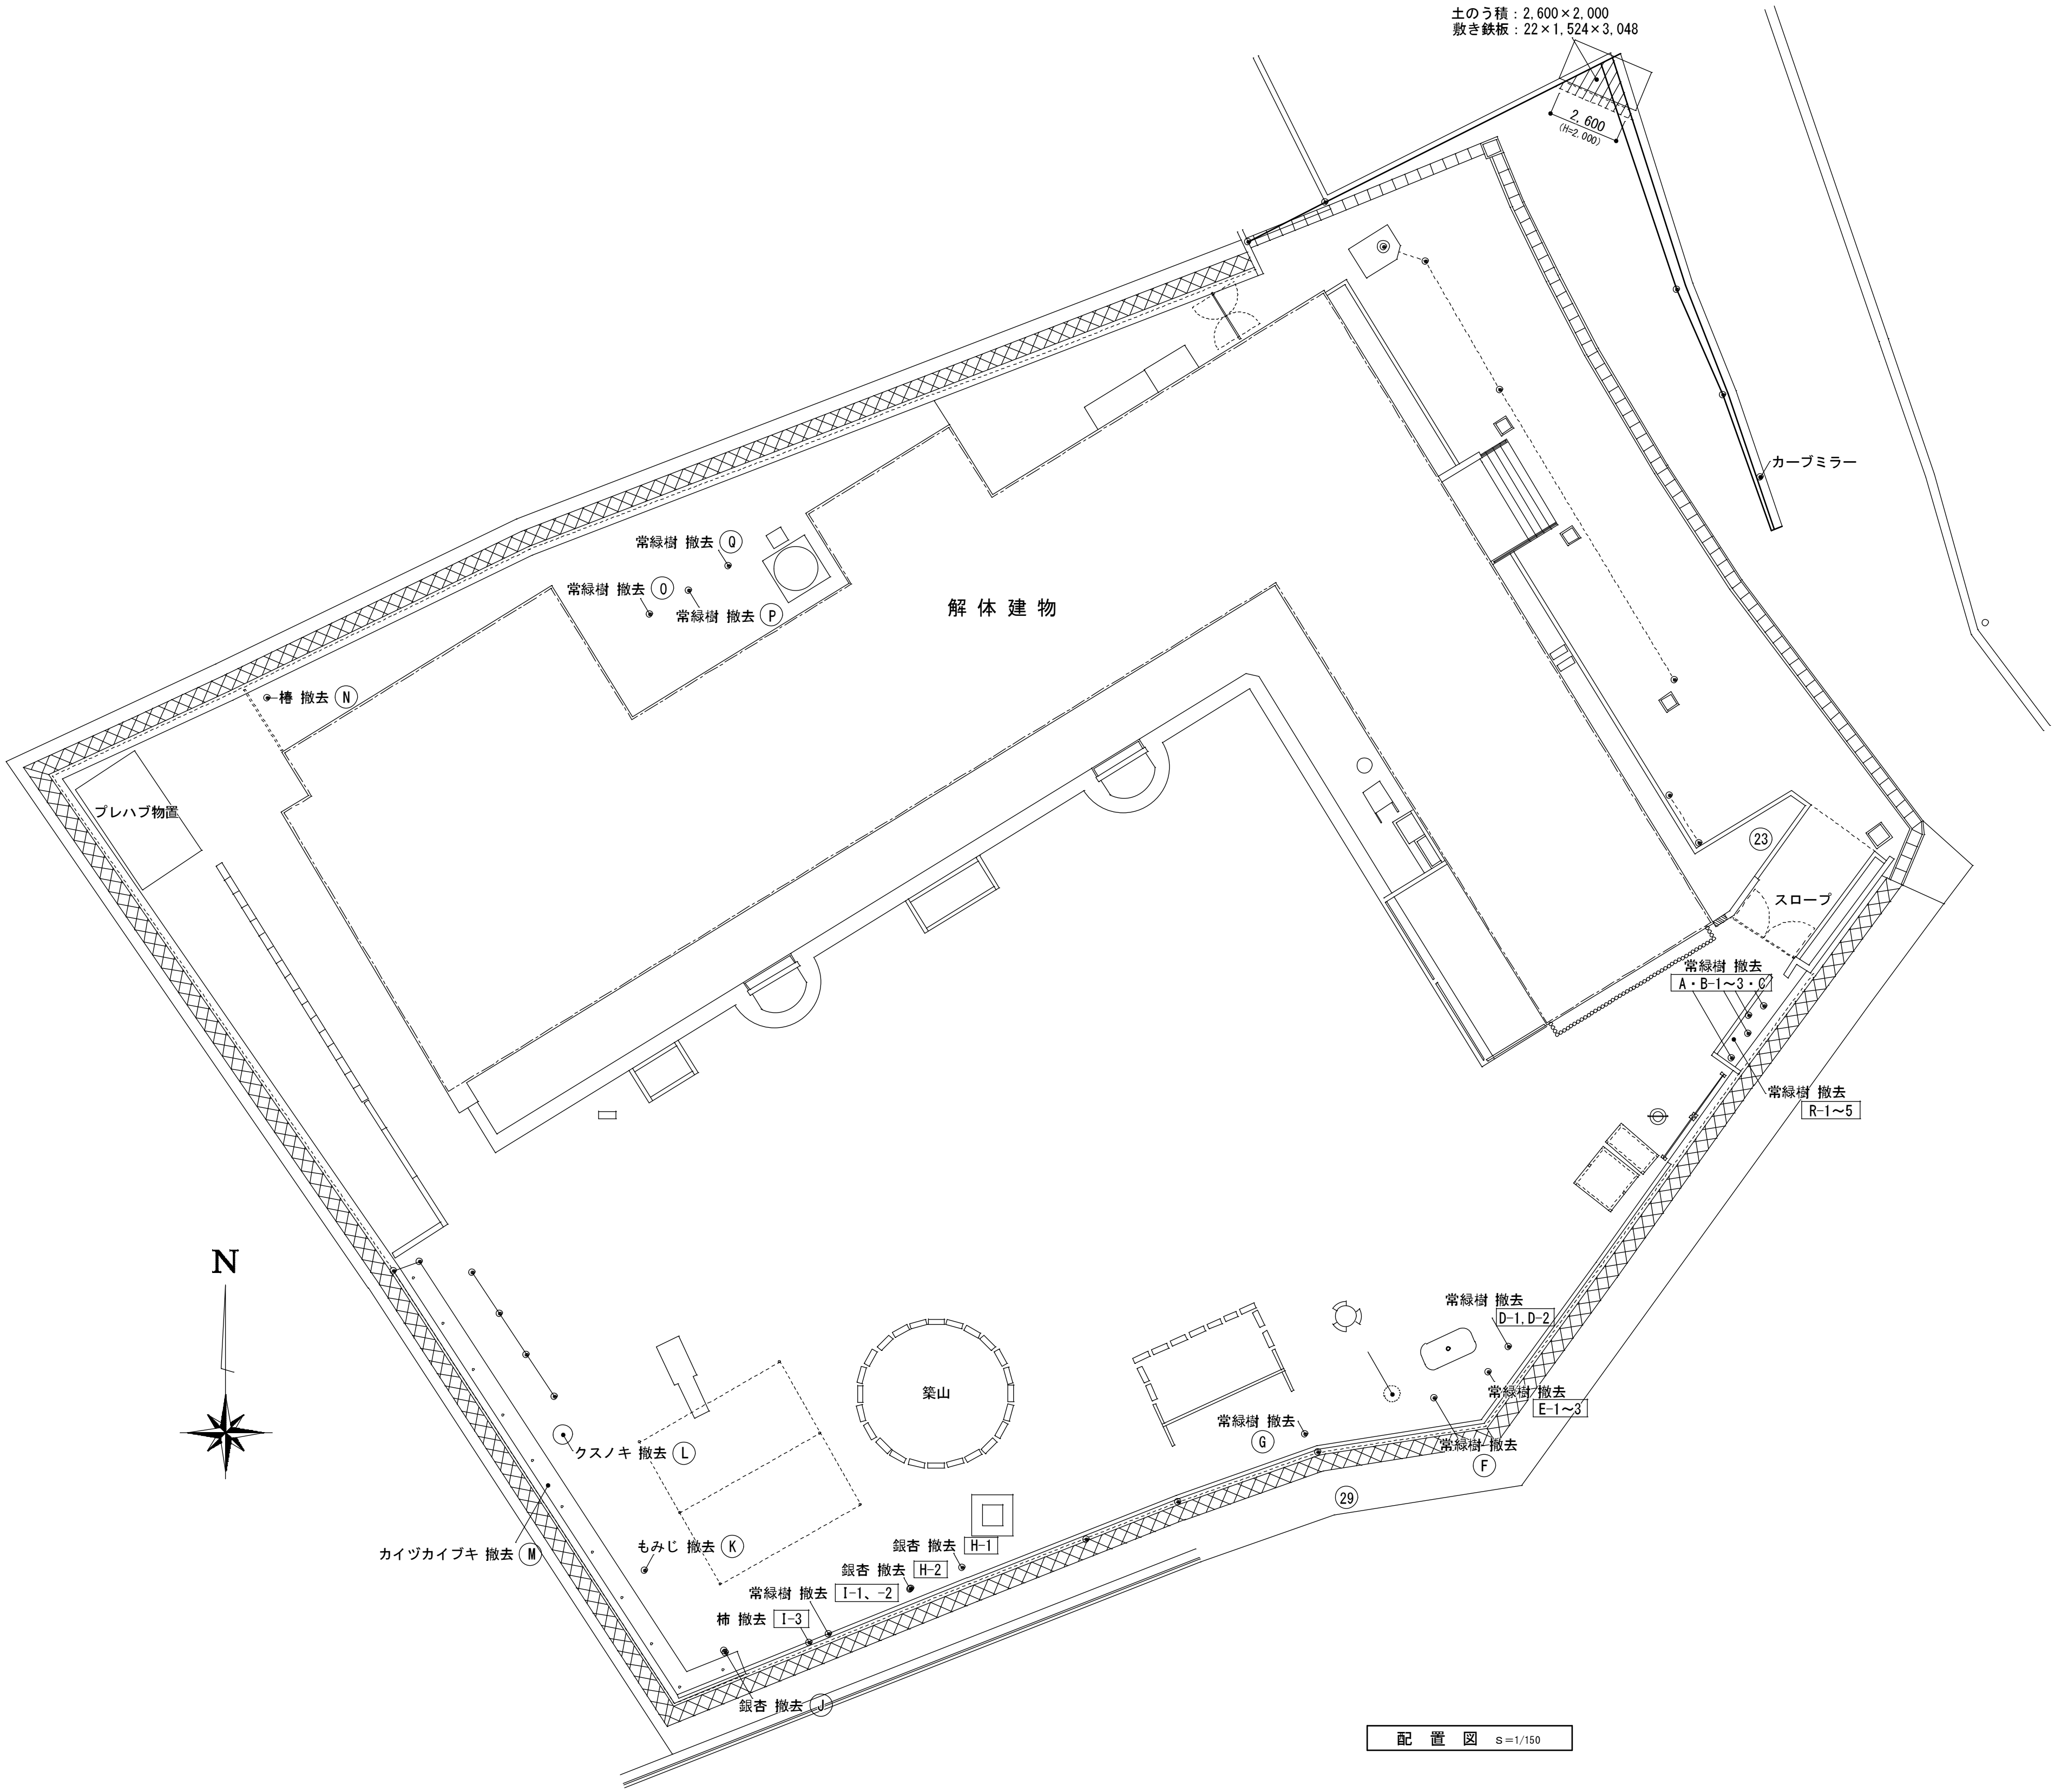 土のう積：2,600×2,000
敷き鉄板：22×1,524×3,048
2,600
(H=2.000)
カーブミラー
常緑樹 撤去 Q
常緑樹 撤去 O
常緑樹 撤去 P
解体建物
椿 撤去 N
プレハブ物置
23
スロープ
常緑樹 撤去
A・B-1～3・C
常緑樹 撤去
R-1～5
N
常緑樹 撤去
D-1,D-2
築山
常緑樹 撤去
E-1～3
常緑樹 撤去
G
常緑樹 撤去
F
クスノキ 撤去 L
29
もみじ 撤去 K
銀杏 撤去 H-1
カイヅカイブキ 撤去 M
銀杏 撤去 H-2
常緑樹 撤去 I-1、-2
柿 撤去 I-3
銀杏 撤去 J
配置図 S=1/150